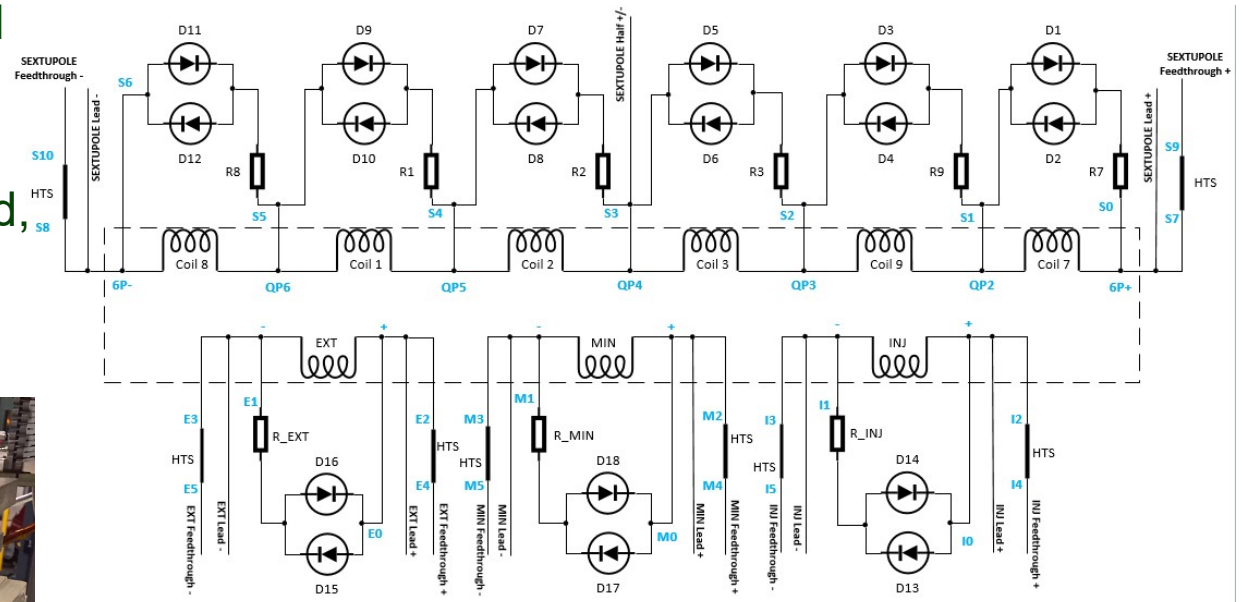 D11
D9
D7
D5
D3
D1
SEXTUPOLE
Feedthrough -
SEXTUPOLE Lead -
S6
SEXTUPOLE Half +/-
SEXTUPOLE Lead +
SEXTUPOLE
Feedthrough +
D12
D10
D8
D6
D4
D2
S10
HTS
S8
R8
R1
R2
R3
R9
R7
S9
HTS
S7
d,
S5
S4
S3
S2
S1
S0
Coil 8
Coil 1
Coil 2
Coil 3
Coil 9
Coil 7
6P-
QP6
QP5
QP4
QP3
QP2
6P+
-
EXT
+
-
MIN
+
-
INJ
+
E3
HTS
E5
E1
R_EXT
E2
HTS
E4
M3
HTS
M5
M1
R_MIN
M2
HTS
M4
I3
HTS
I5
I1
R_INJ
I2
HTS
I4
D16
D18
D14
E0
M0
I0
D15
D17
D13
EXT Feedthrough -
EXT Lead -
EXT Lead +
EXT Feedthrough +
MIN Feedthrough -
MIN Lead -
MIN Lead +
MIN Feedthrough +
INJ Feedthrough -
INJ Lead -
INJ Lead +
INJ Feedthrough +